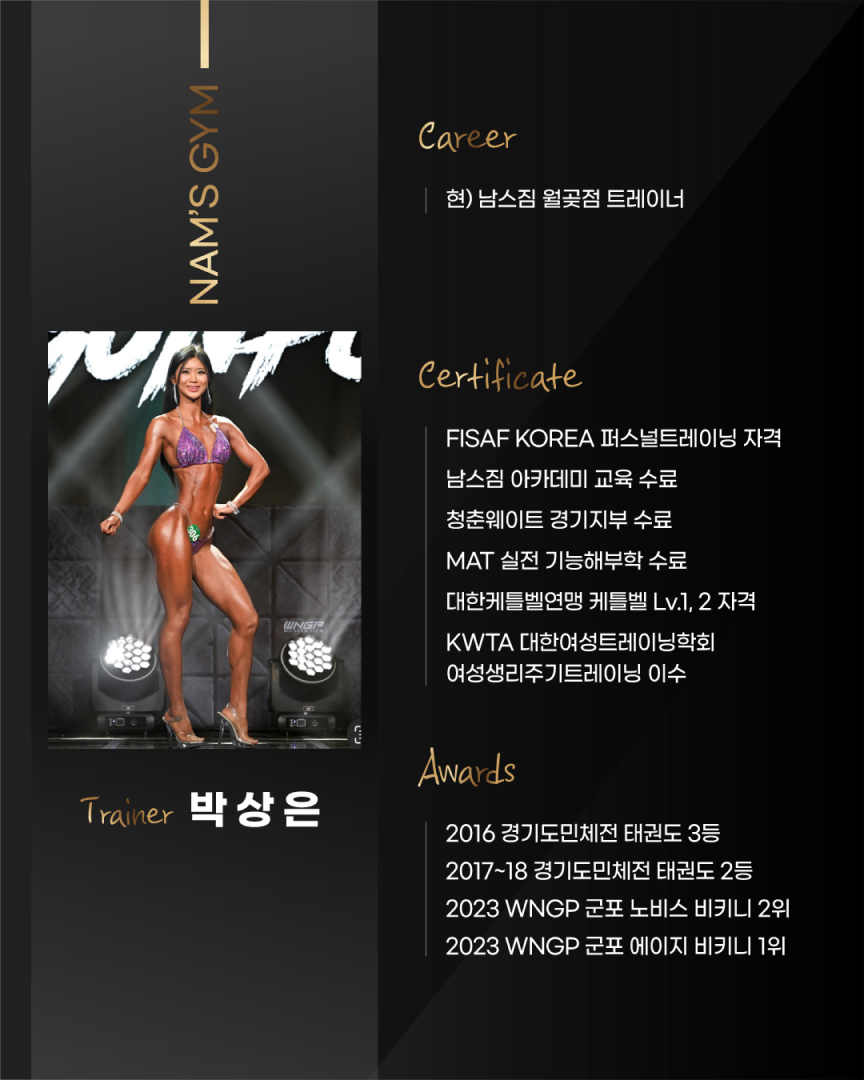 NAM'S GYM
306
WNGP
Trainer 박상은
Career
현) 남스짐 월곶점 트레이너
Certificate
FISAF KOREA 퍼스널트레이닝 자격
남스짐 아카데미 교육 수료
청춘웨이트 경기지부 수료
MAT 실전 기능해부학 수료
대한케틀벨연맹 케틀벨 Lv.1, 2 자격
KWTA 대한여성트레이닝학회
여성생리주기트레이닝 이수
Awards
2016 경기도민체전 태권도 3등
2017~18 경기도민체전 태권도 2등
2023 WNGP 군포 노비스 비키니 2위
2023 WNGP 군포 에이지 비키니 1위